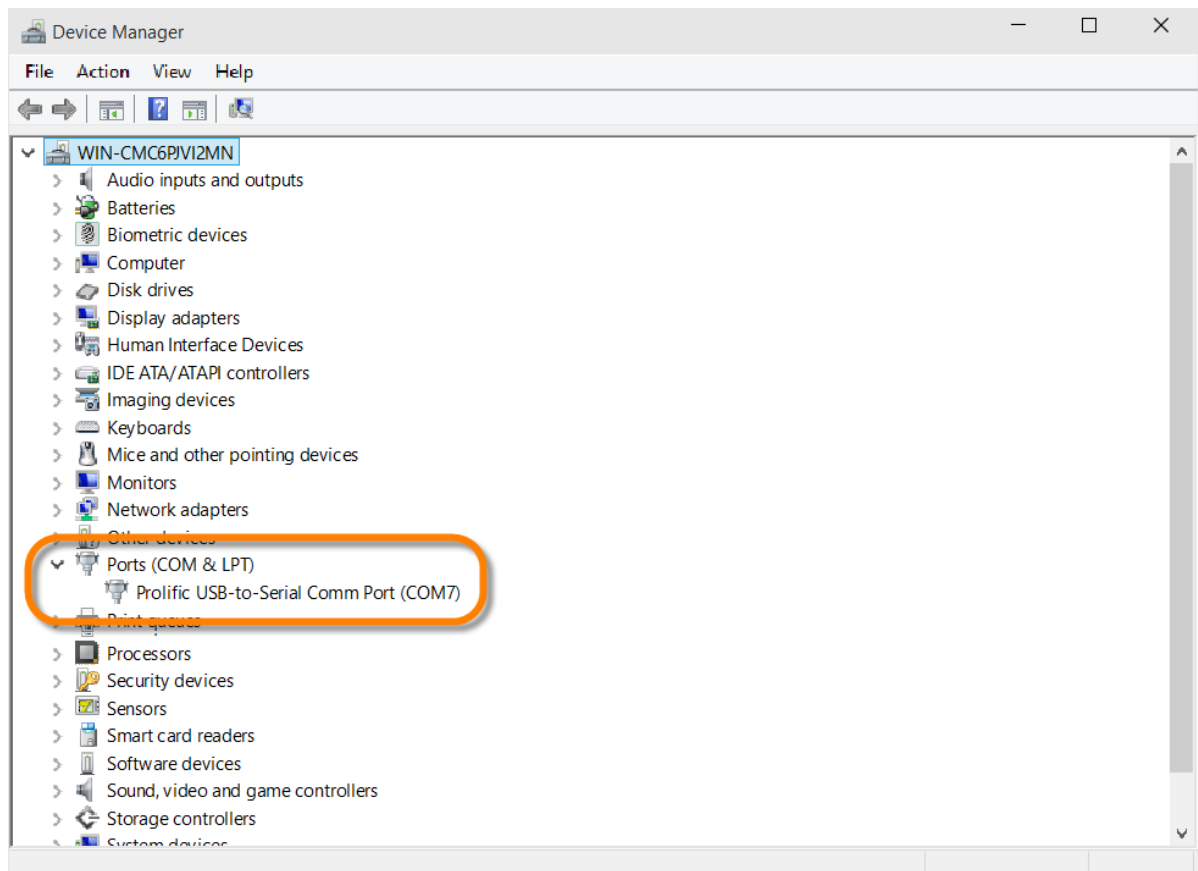 Device Manager
File Action View Help
WIN-CMC6PJVI2MN
Audio inputs and outputs
Batteries
Biometric devices
Computer
Disk drives
Display adapters
Human Interface Devices
IDE ATA/ATAPI controllers
Imaging devices
Keyboards
Mice and other pointing devices
Monitors
Network adapters
Other devices
Ports (COM & LPT)
Prolific USB-to-Serial Comm Port (COM7)
Print queues
Processors
Security devices
Sensors
Smart card readers
Software devices
Sound, video and game controllers
Storage controllers
System devices